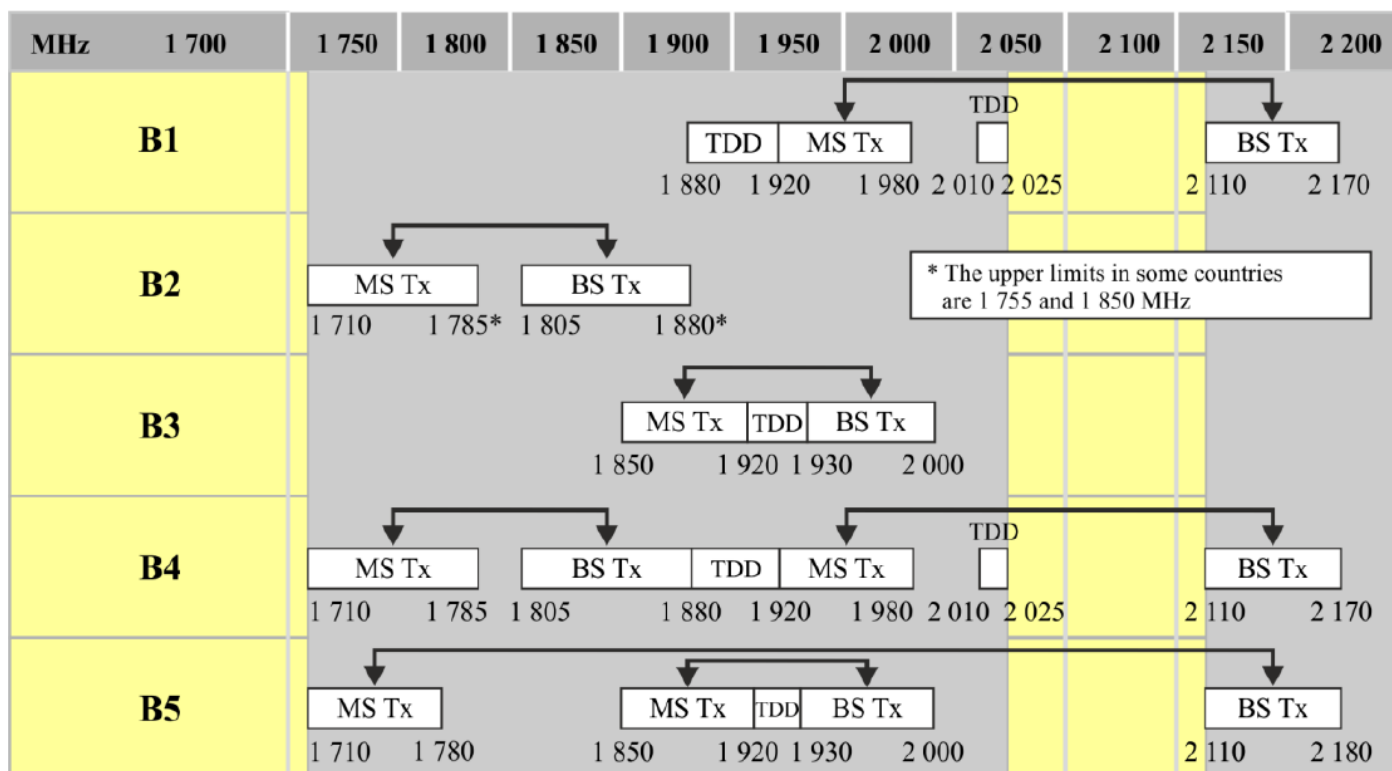 MHz 1 700 1 750 1 800 1 850 1 900 1 950 2 000 2 050 2 100 2 150 2 200
TDD
B1 TDD MS Tx BS Tx
1 880 1 920 1 980 2 010 2 025 2 110 2 170
B2 MS Tx BS Tx
1 710 1 785* 1 805 1 880*
* The upper limits in some countries
are 1 755 and 1 850 MHz
B3 MS Tx TDD BS Tx
1 850 1 920 1 930 2 000
TDD
B4 MS Tx BS Tx TDD MS Tx BS Tx
1 710 1 785 1 805 1 880 1 920 1 980 2 010 2 025 2 110 2 170
B5 MS Tx MS Tx TDD BS Tx BS Tx
1 710 1 780 1 850 1 920 1 930 2 000 2 110 2 180